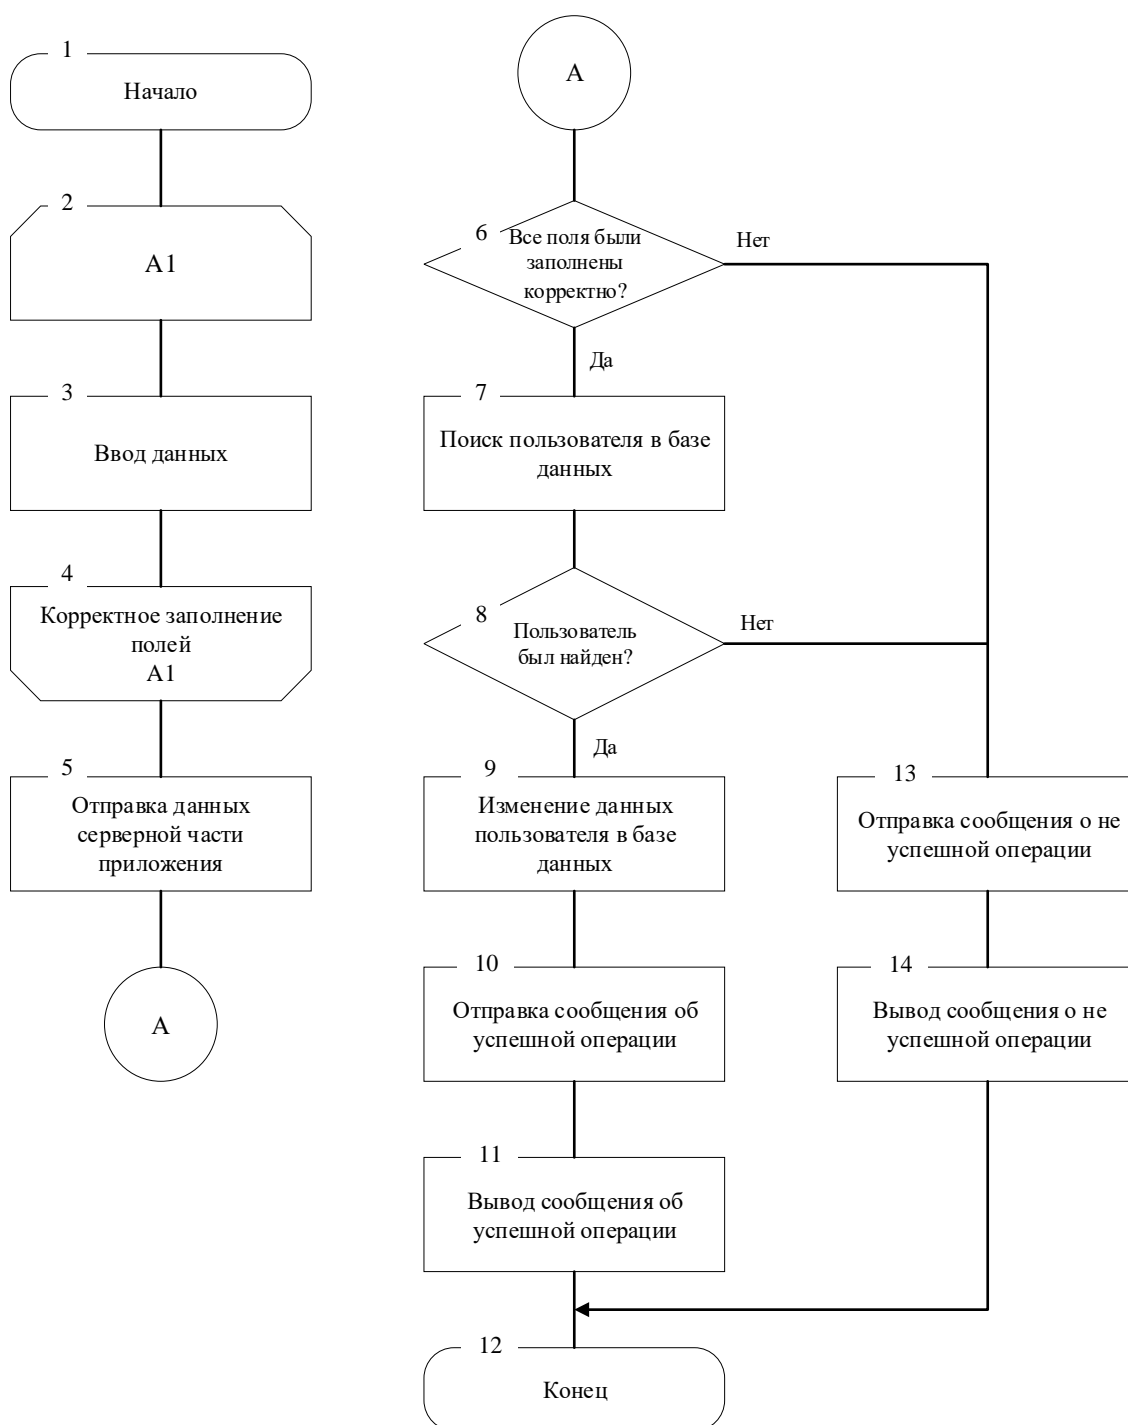 1
Начало
2
А1
3
Ввод данных
4
Корректное заполнение
полей
А1
5
Отправка данных
серверной части
приложения
А
А
6
Все поля были
заполнены
корректно?
Нет
Да
7
Поиск пользователя в базе
данных
8
Пользователь
был найден?
Нет
Да
9
Изменение данных
пользователя в базе
данных
10
Отправка сообщения об
успешной операции
11
Вывод сообщения об
успешной операции
12
Конец
13
Отправка сообщения о не
успешной операции
14
Вывод сообщения о не
успешной операции